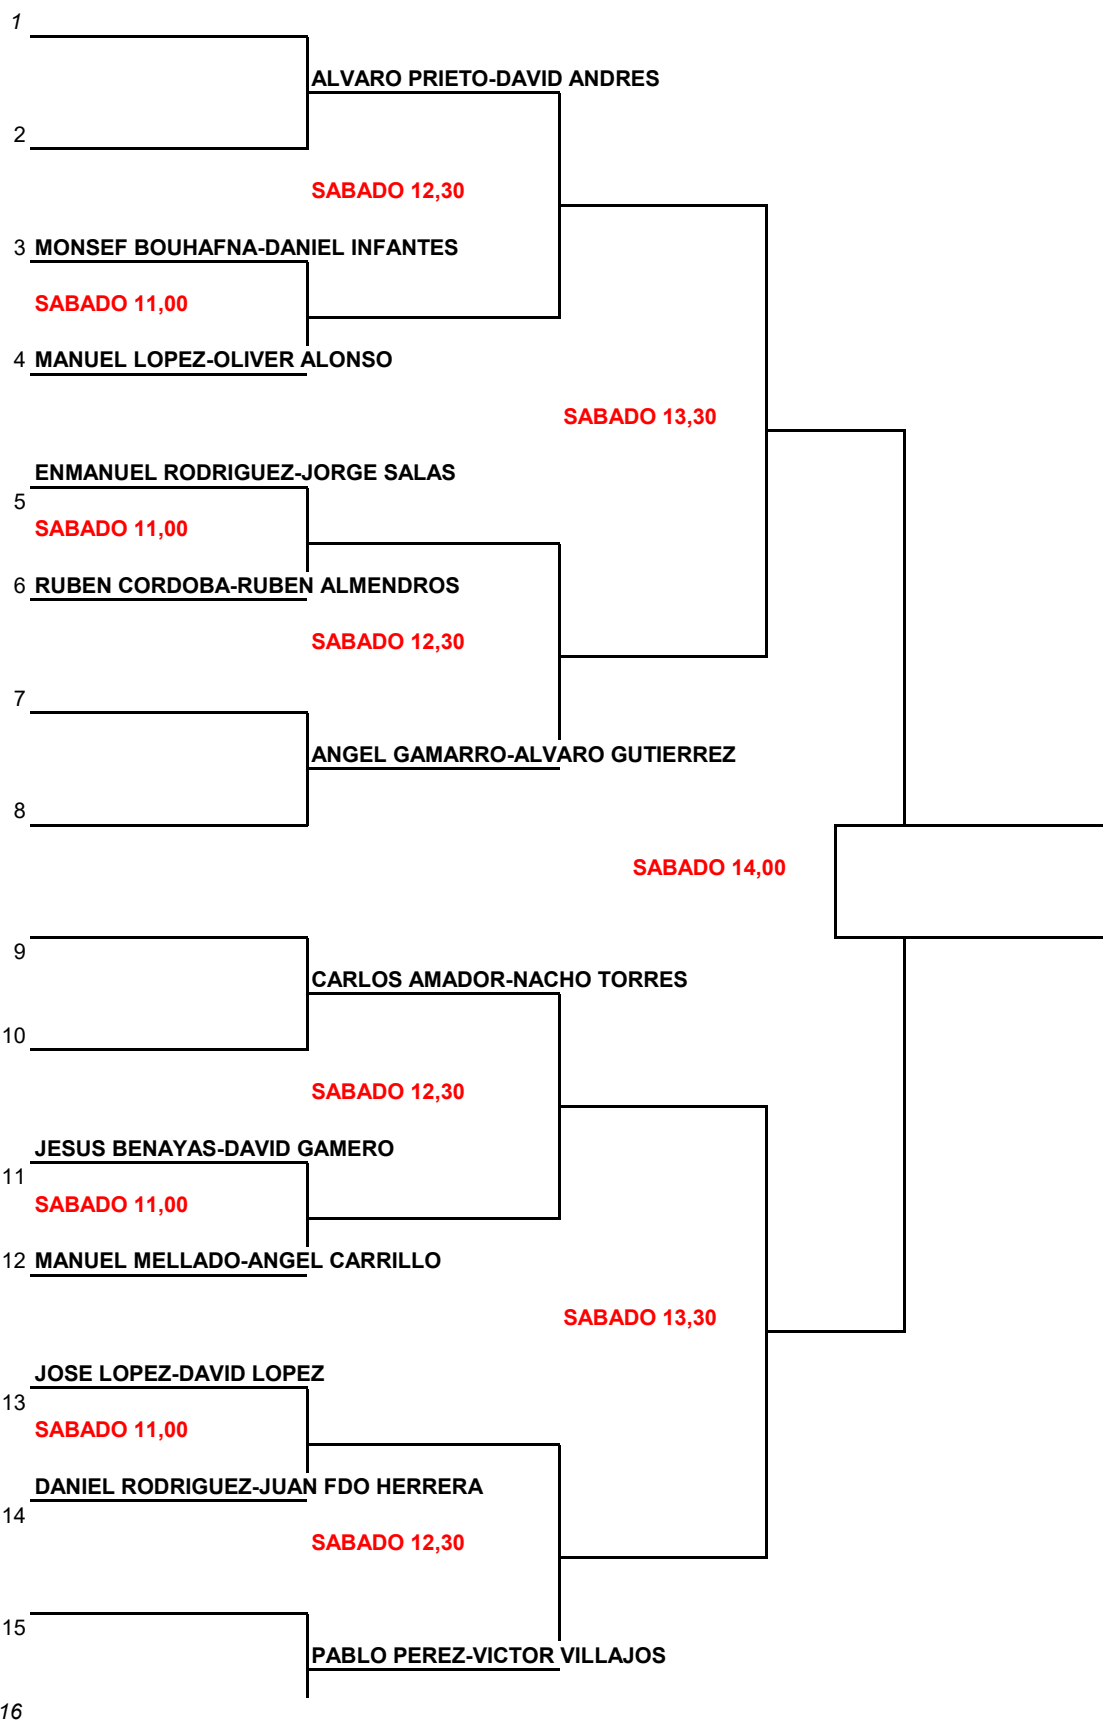 1
ALVARO PRIETO-DAVID ANDRES
2
SABADO 12,30
3 MONSEF BOUHAFNA-DANIEL INFANTES
SABADO 11,00
4 MANUEL LOPEZ-OLIVER ALONSO
SABADO 13,30
ENMANUEL RODRIGUEZ-JORGE SALAS
5
SABADO 11,00
6 RUBEN CORDOBA-RUBEN ALMENDROS
SABADO 12,30
7
ANGEL GAMARRO-ALVARO GUTIERREZ
8
SABADO 14,00
9
CARLOS AMADOR-NACHO TORRES
10
SABADO 12,30
JESUS BENAYAS-DAVID GAMERO
11
SABADO 11,00
12 MANUEL MELLADO-ANGEL CARRILLO
SABADO 13,30
JOSE LOPEZ-DAVID LOPEZ
13
SABADO 11,00
DANIEL RODRIGUEZ-JUAN FDO HERRERA
14
SABADO 12,30
15
PABLO PEREZ-VICTOR VILLAJOS
16